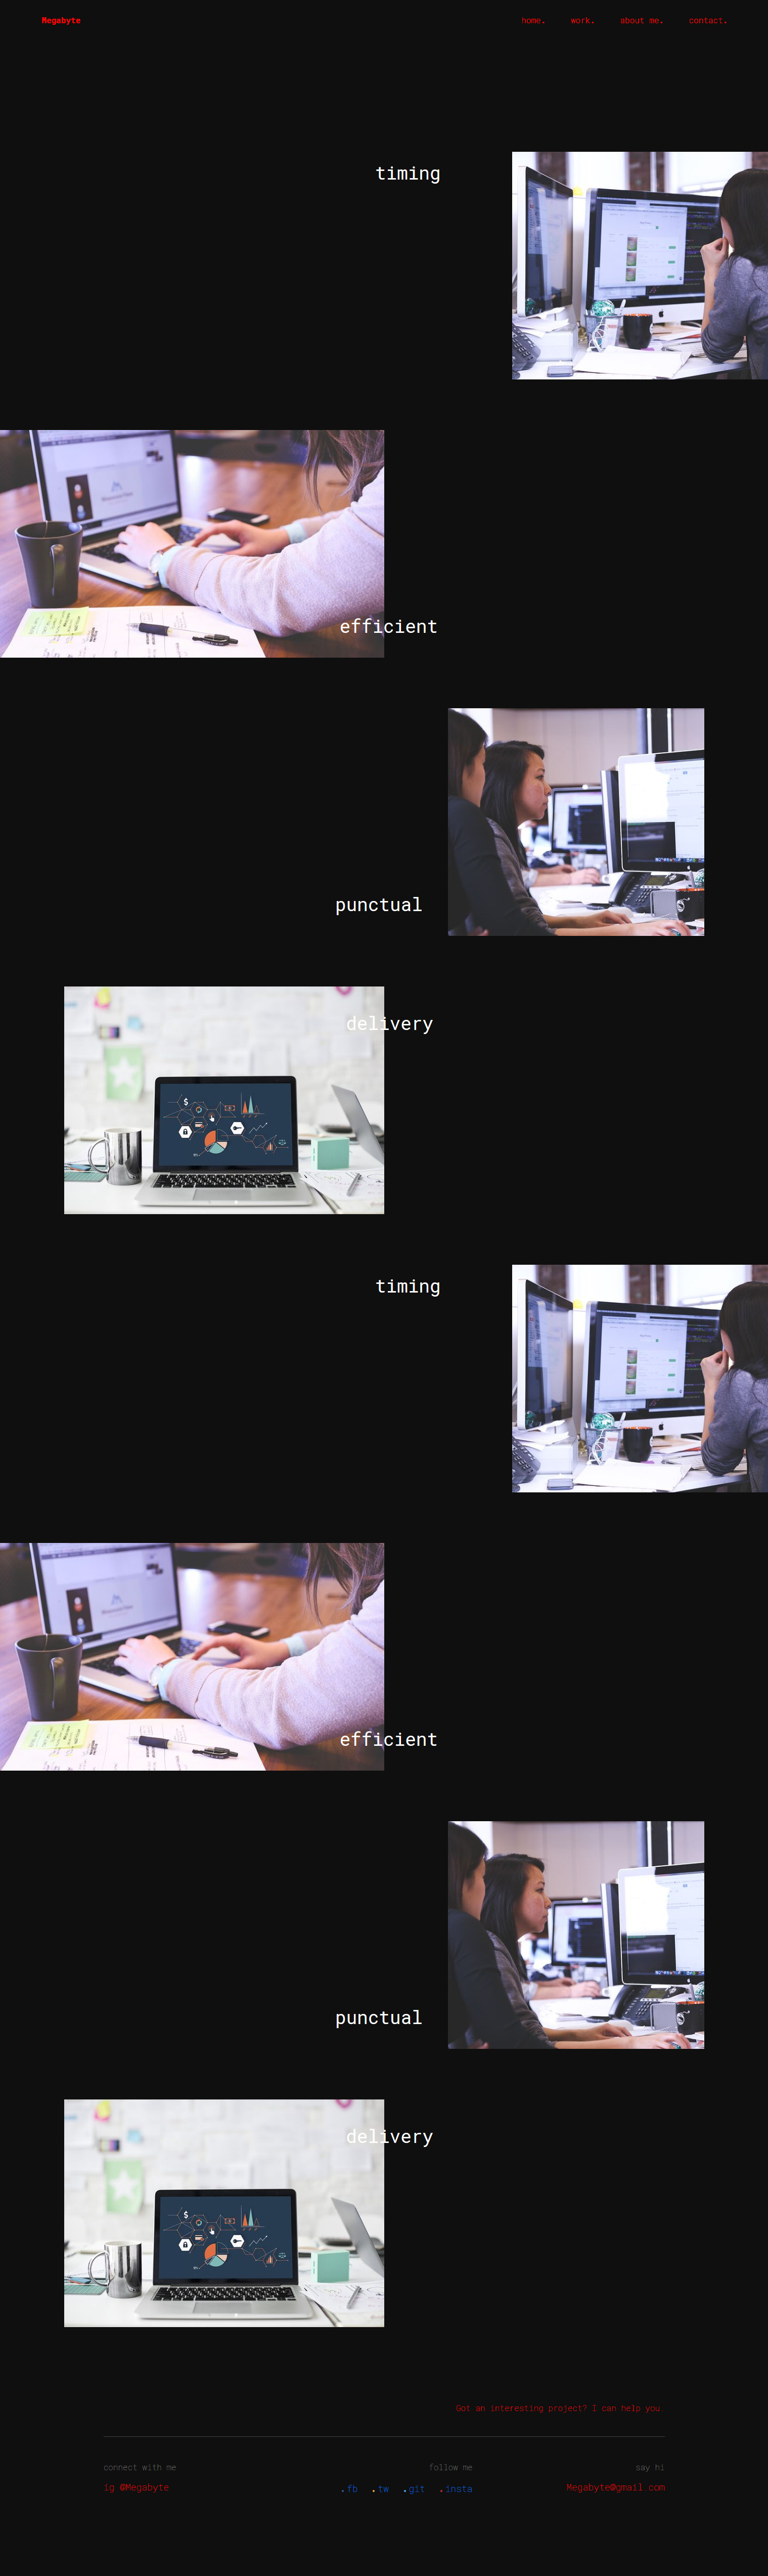 Megabyte home. work. about me. contact.
timing
efficient
punctual
delivery
timing
efficient
punctual
delivery
Got an interesting project? I can help you
connect with me follow me say hi
ig @Megabyte .fb .tw .git .insta Megabyte@gmail.com